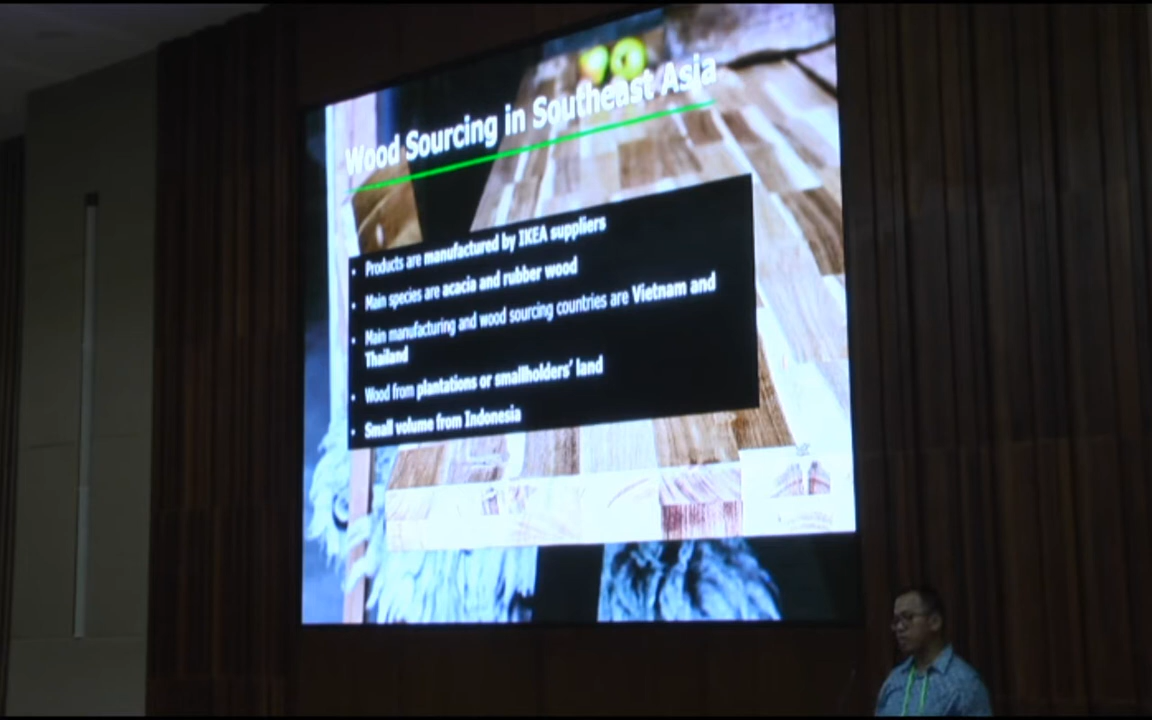 Wood Sourcing in Southeast Asia
• Products are manufactured by IKEA suppliers
• Main species are acacia and rubber wood
• Main manufacturing and wood sourcing countries are Vietnam and
Thailand
• Wood from plantations or smallholders' land
• Small volume from Indonesia